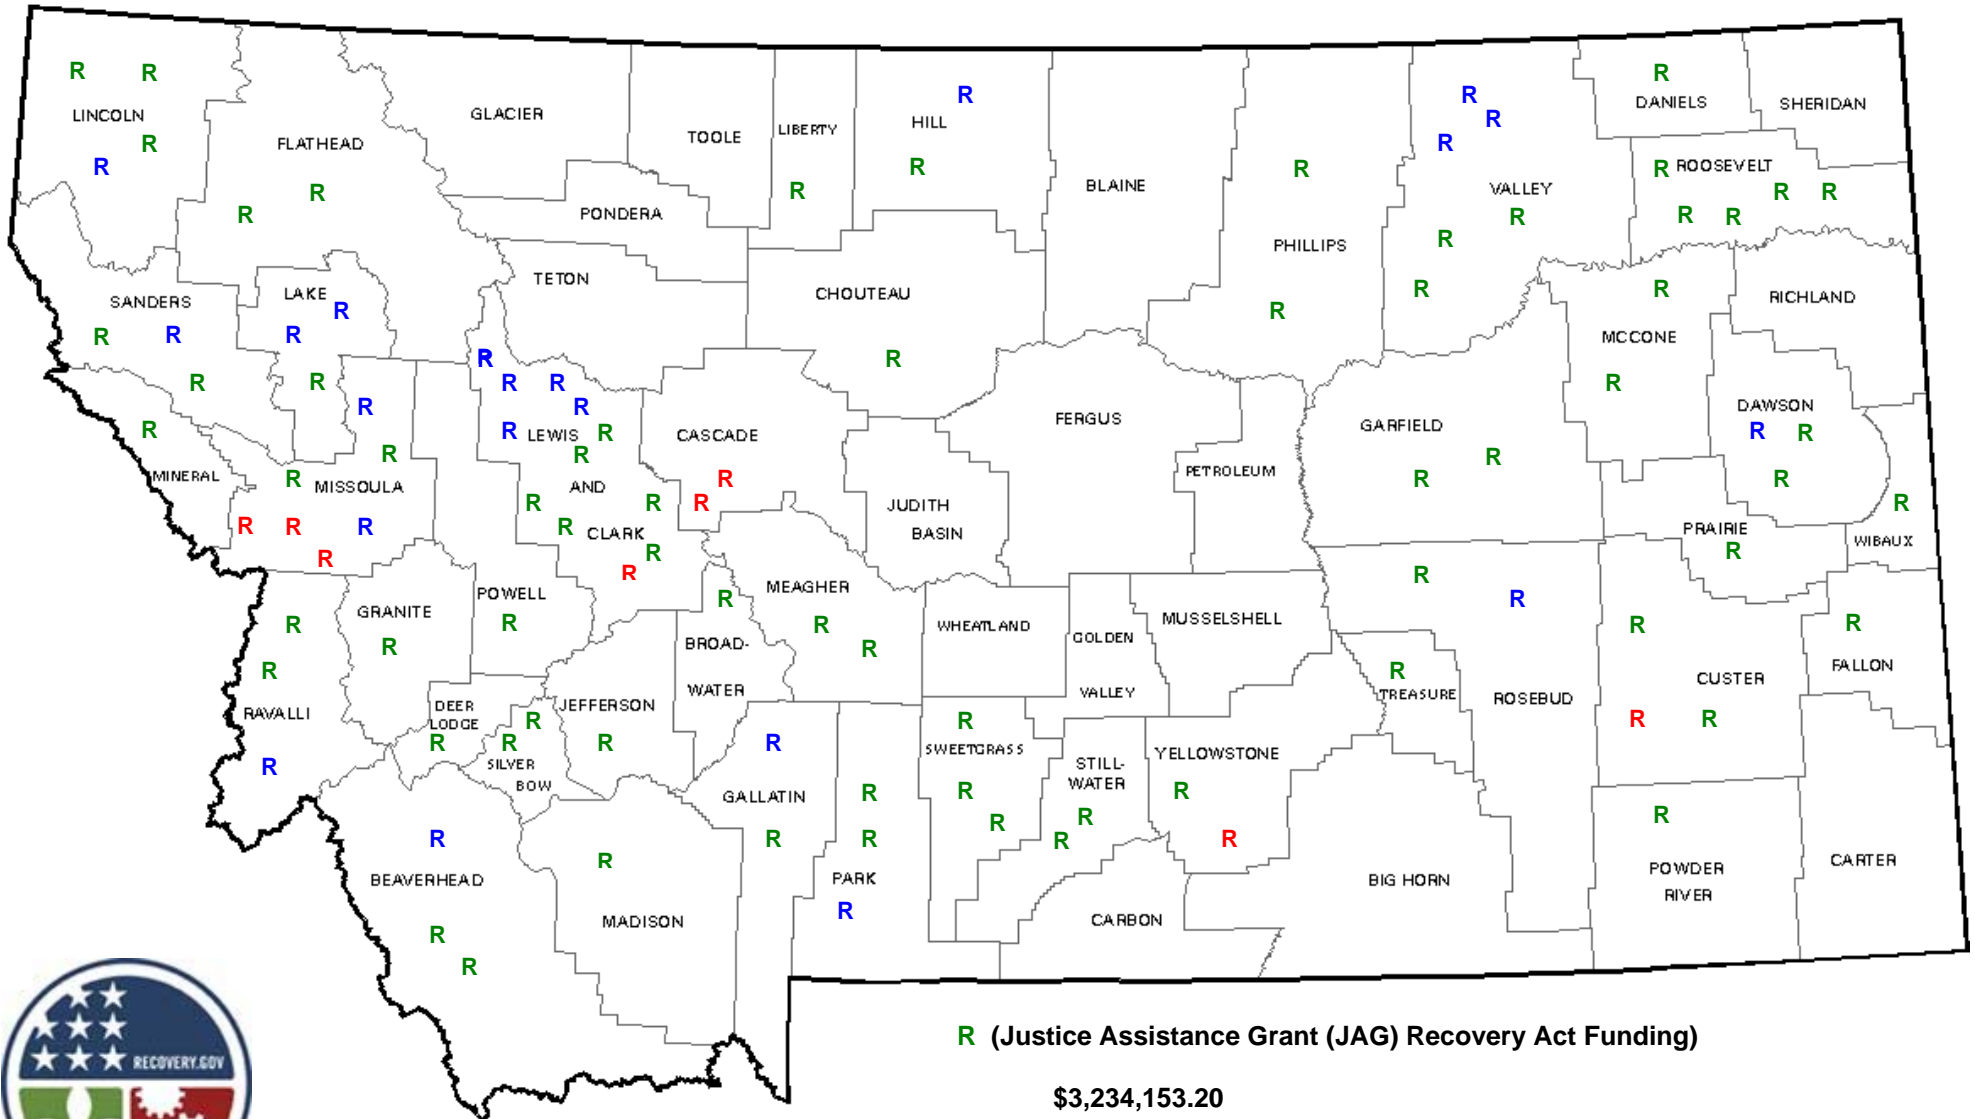 R R R
LINCOLN
R
R
FLATHEAD
R
R
GLACIER
TOOLE
LIBERTY
R
HILL
R
R
BLAINE
PONDERA
TETON
CHOUTEAU
R
PHILLIPS
R
R
R
R
R
VALLEY
R
R
R
R
DANIELS
SHERIDAN
R ROOSEVELT
R R
R R
R
MCCONE
R
RICHLAND
SANDERS
R R
R
LAKE
R
R
R
R
R
R R
R
R LEWIS R
R
AND
R R
R
CLARK
R
R
CASCADE
R
R
JUDITH
BASIN
FERGUS
PETROLEUM
GARFIELD
R
R
DAWSON
R R
R
R
WIBAUX
PRAIRIE
R
R
MINERAL
R
R
R
MISSOULA
R R R
R
R
R
RAVALLI
R
GRANITE
R
POWELL
R
DEER
LODGE
R
R
R
SILVER
BOW
JEFFERSON
R
R
BROAD-
WATER
MEAGHER
R
R
WHEATLAND
GOLDEN
VALLEY
MUSSELSHELL
R
R
R
TREASURE
ROSEBUD
R
CUSTER
R R
R
FALLON
R
BEAVERHEAD
R
R
R
MADISON
R
GALLATIN
R
R
R
PARK
R
R
SWEETGRASS
R
R
STILL-
WATER
R
R
YELLOWSTONE
R
R
CARBON
BIG HORN
R
POWDER
RIVER
CARTER
RECOVERY.GOV
R (Justice Assistance Grant (JAG) Recovery Act Funding)
$3,234,153.20